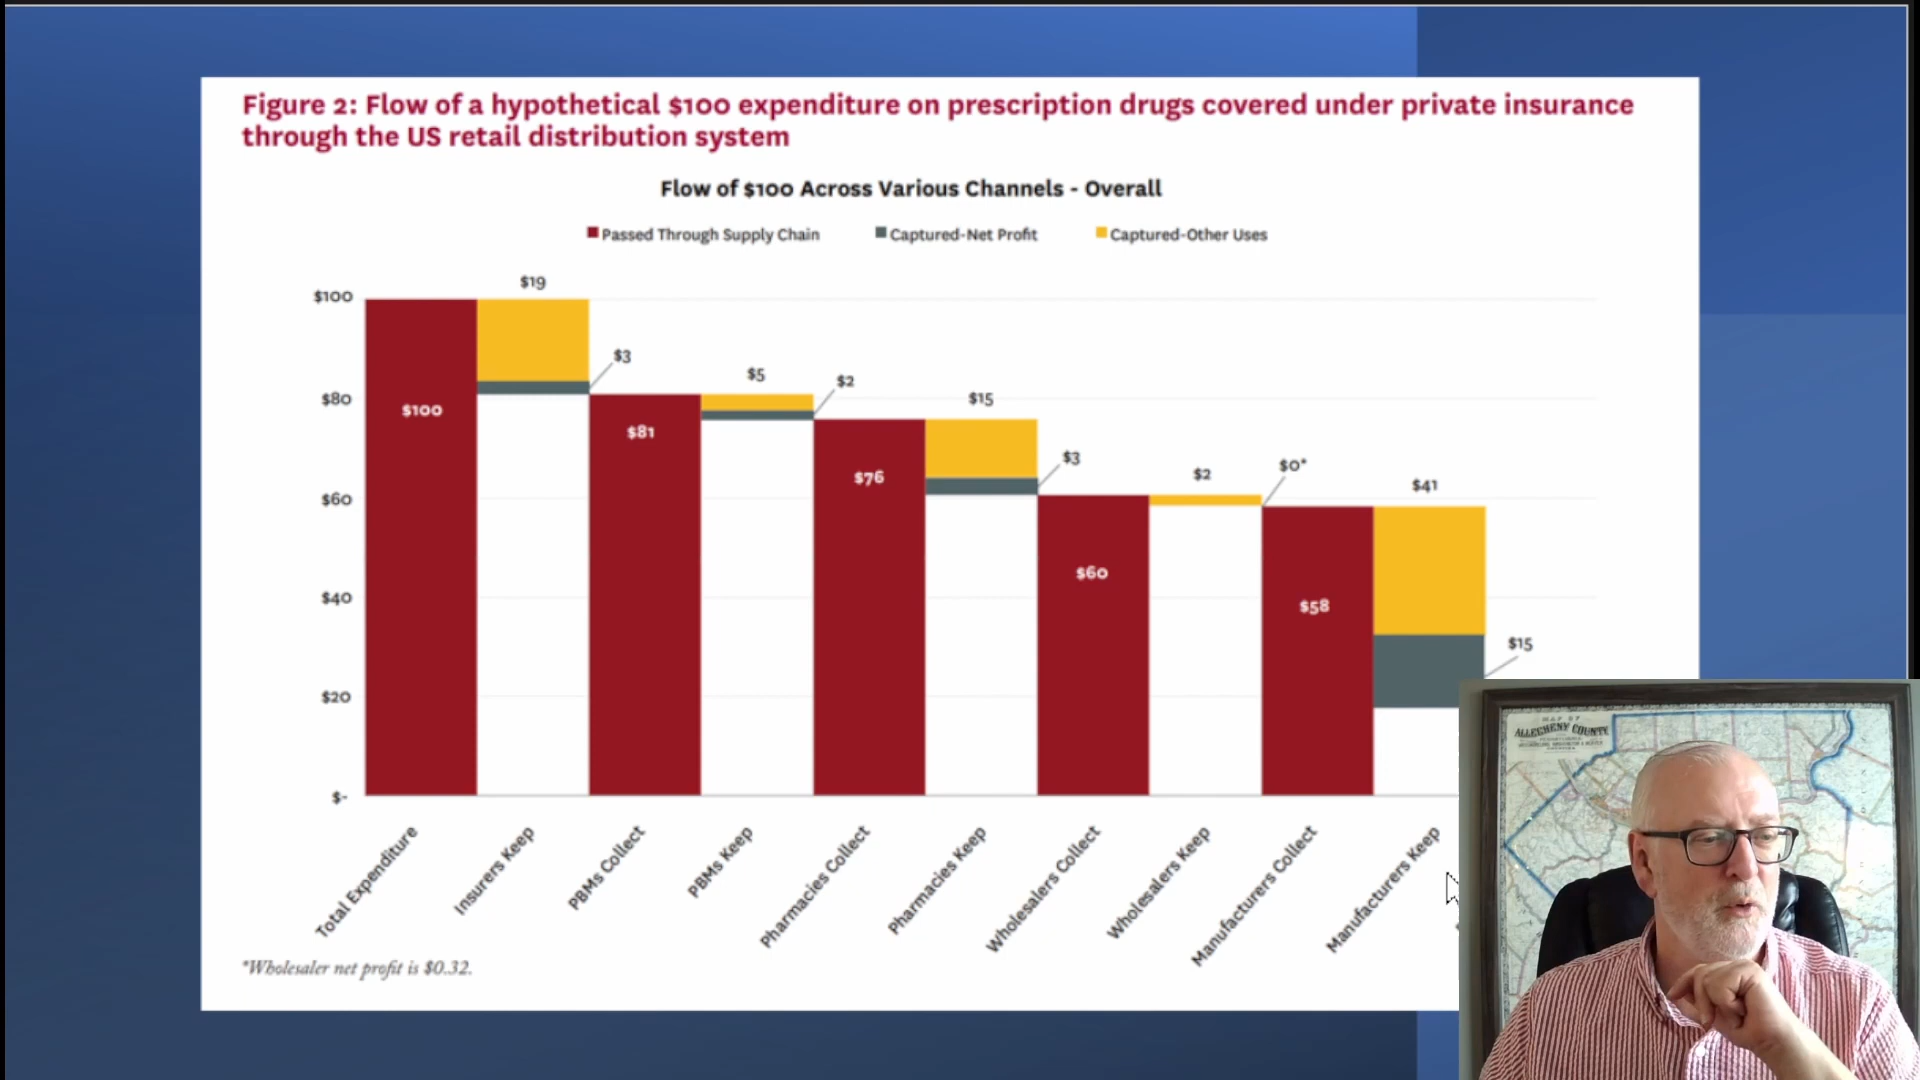 Figure 2: Flow of a hypothetical $100 expenditure on prescription drugs covered under private insurance
through the US retail distribution system
Flow of $100 Across Various Channels - Overall
Passed Through Supply Chain
Captured-Net Profit
Captured-Other Uses
$100
$80
$60
$40
$20
$-
$100
$19
$3
$81
$5
$2
$76
$15
$3
$60
$2
$0*
$58
$41
$15
Total Expenditure
Insurers Keep
PBMs Collect
PBMs Keep
Pharmacies Collect
Pharmacies Keep
Wholesalers Collect
Wholesalers Keep
Manufacturers Collect
Manufacturers Keep
*Wholesaler net profit is $0.32.
MAP OF
ALLEGHENY COUNTY